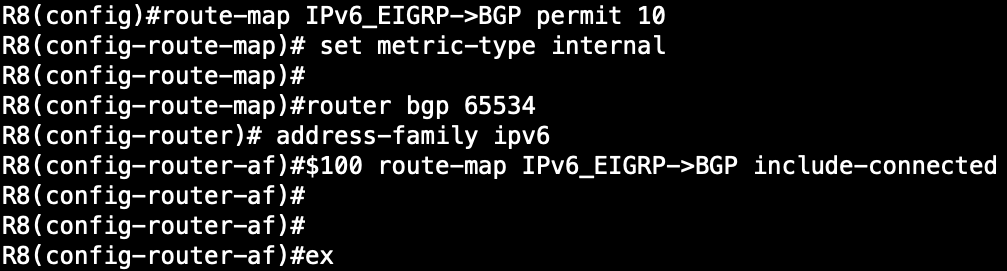 R8(config)#route-map IPv6_EIGRP->BGP permit 10
R8(config-route-map)# set metric-type internal
R8(config-route-map)#
R8(config-route-map)#router bgp 65534
R8(config-router)# address-family ipv6
R8(config-router-af)#$100 route-map IPv6_EIGRP->BGP include-connected
R8(config-router-af)#
R8(config-router-af)#
R8(config-router-af)#ex